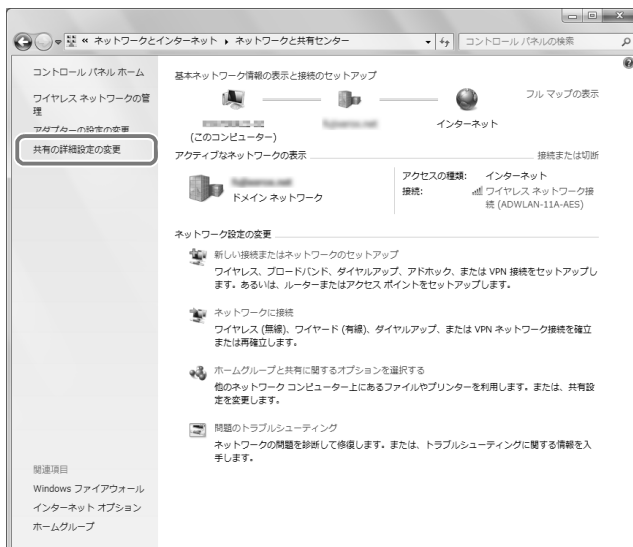 « ネットワークとインターネット ▸ ネットワークと共有センター
コントロール パネルの検索
コントロール パネル ホーム
ワイヤレス ネットワークの管
理
アダプターの設定の変更
共有の詳細設定の変更
基本ネットワーク情報の表示と接続のセットアップ
フル マップの表示
(このコンピューター)
インターネット
アクティブなネットワークの表示
接続または切断
ドメイン ネットワーク
アクセスの種類: インターネット
接続: ワイヤレス ネットワーク接
続 (ADWLAN-11A-AES)
ネットワーク設定の変更
新しい接続またはネットワークのセットアップ
ワイヤレス、ブロードバンド、ダイヤルアップ、アドホック、または VPN 接続をセットアップし
ます。あるいは、ルーターまたはアクセス ポイントをセットアップします。
ネットワークに接続
ワイヤレス (無線)、ワイヤード (有線)、ダイヤルアップ、または VPN ネットワーク接続を確立
または再確立します。
ホームグループと共有に関するオプションを選択する
他のネットワーク コンピューター上にあるファイルやプリンターを利用します。または、共有設
定を変更します。
問題のトラブルシューティング
ネットワークの問題を診断して修復します。または、トラブルシューティングに関する情報を入
手します。
関連項目
Windows ファイアウォール
インターネット オプション
ホームグループ